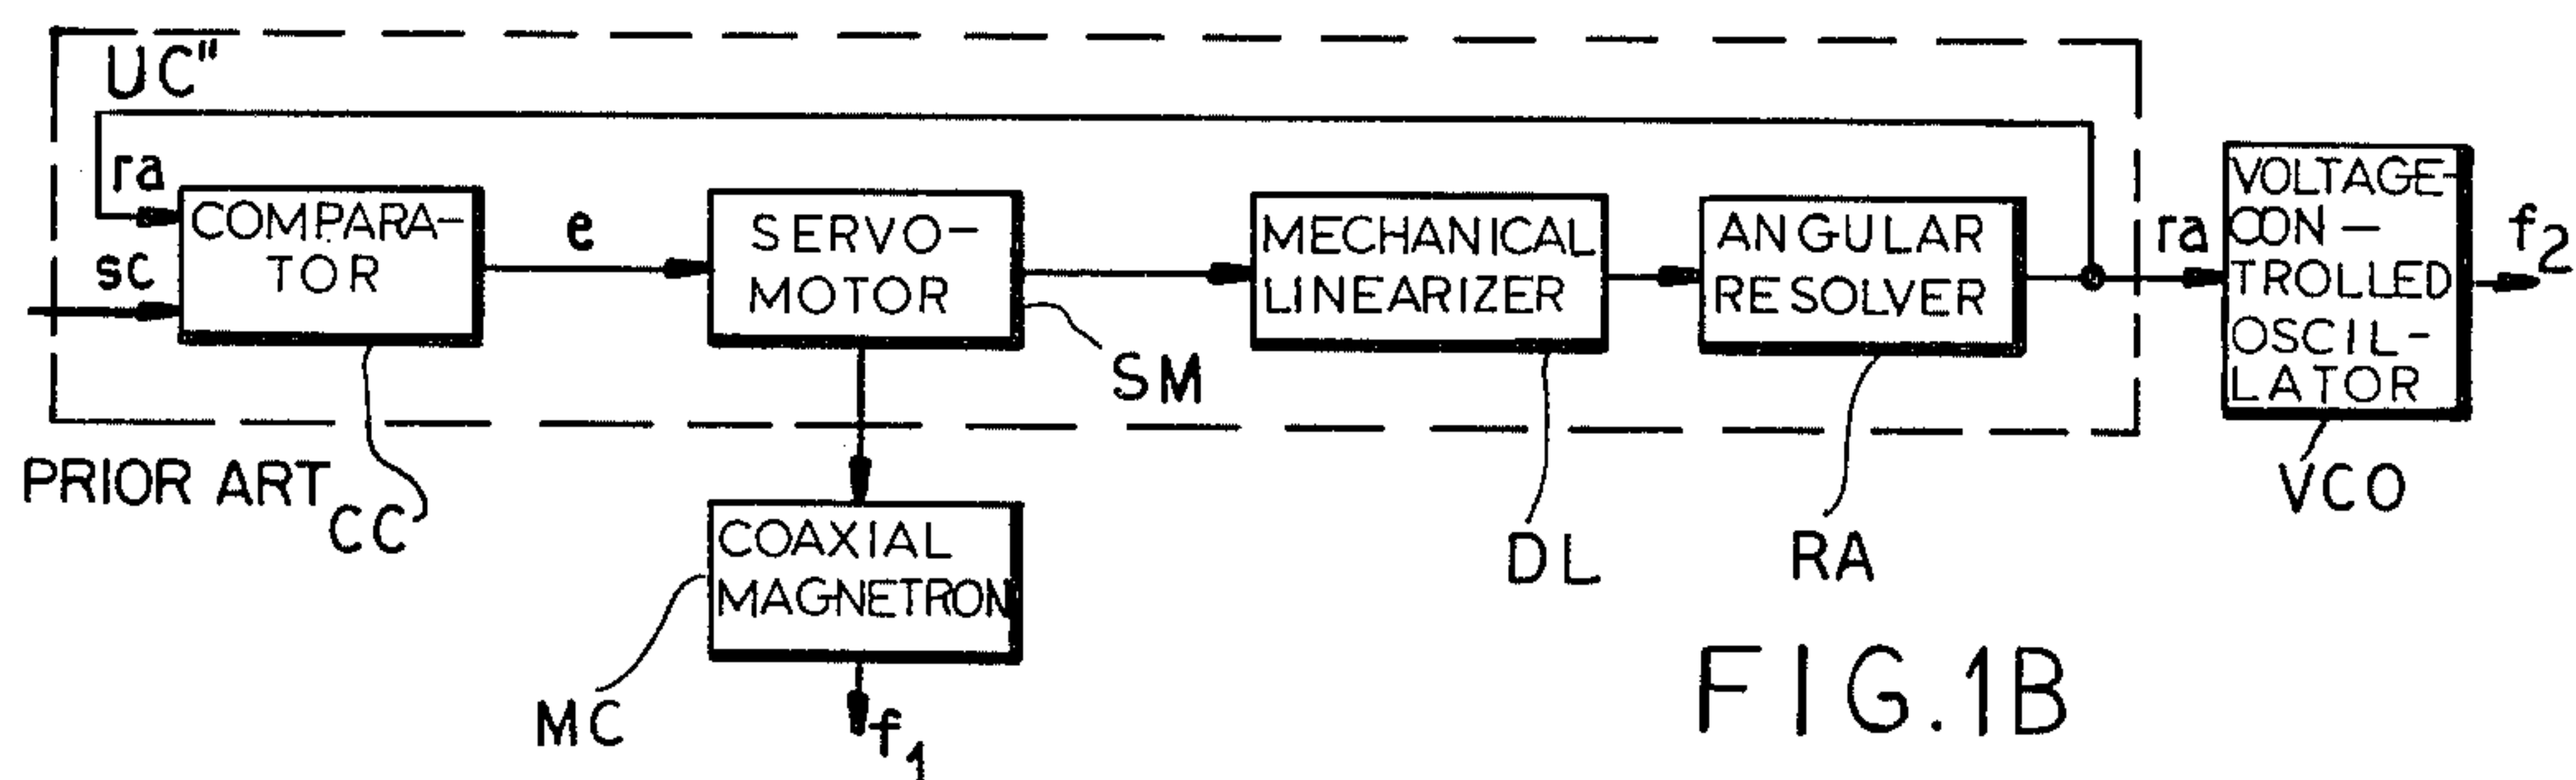 UC"
ra
sc
COMPARA-
TOR
e
SERVO-
MOTOR
MECHANICAL
LINEARIZER
ANGULAR
RESOLVER
ra
VOLTAGE-
CON-
TROLLED
OSCIL-
LATOR
f2
SM
PRIOR ART
CC
COAXIAL
MAGNETRON
MC
f1
DL
RA
VCO
FIG.1B